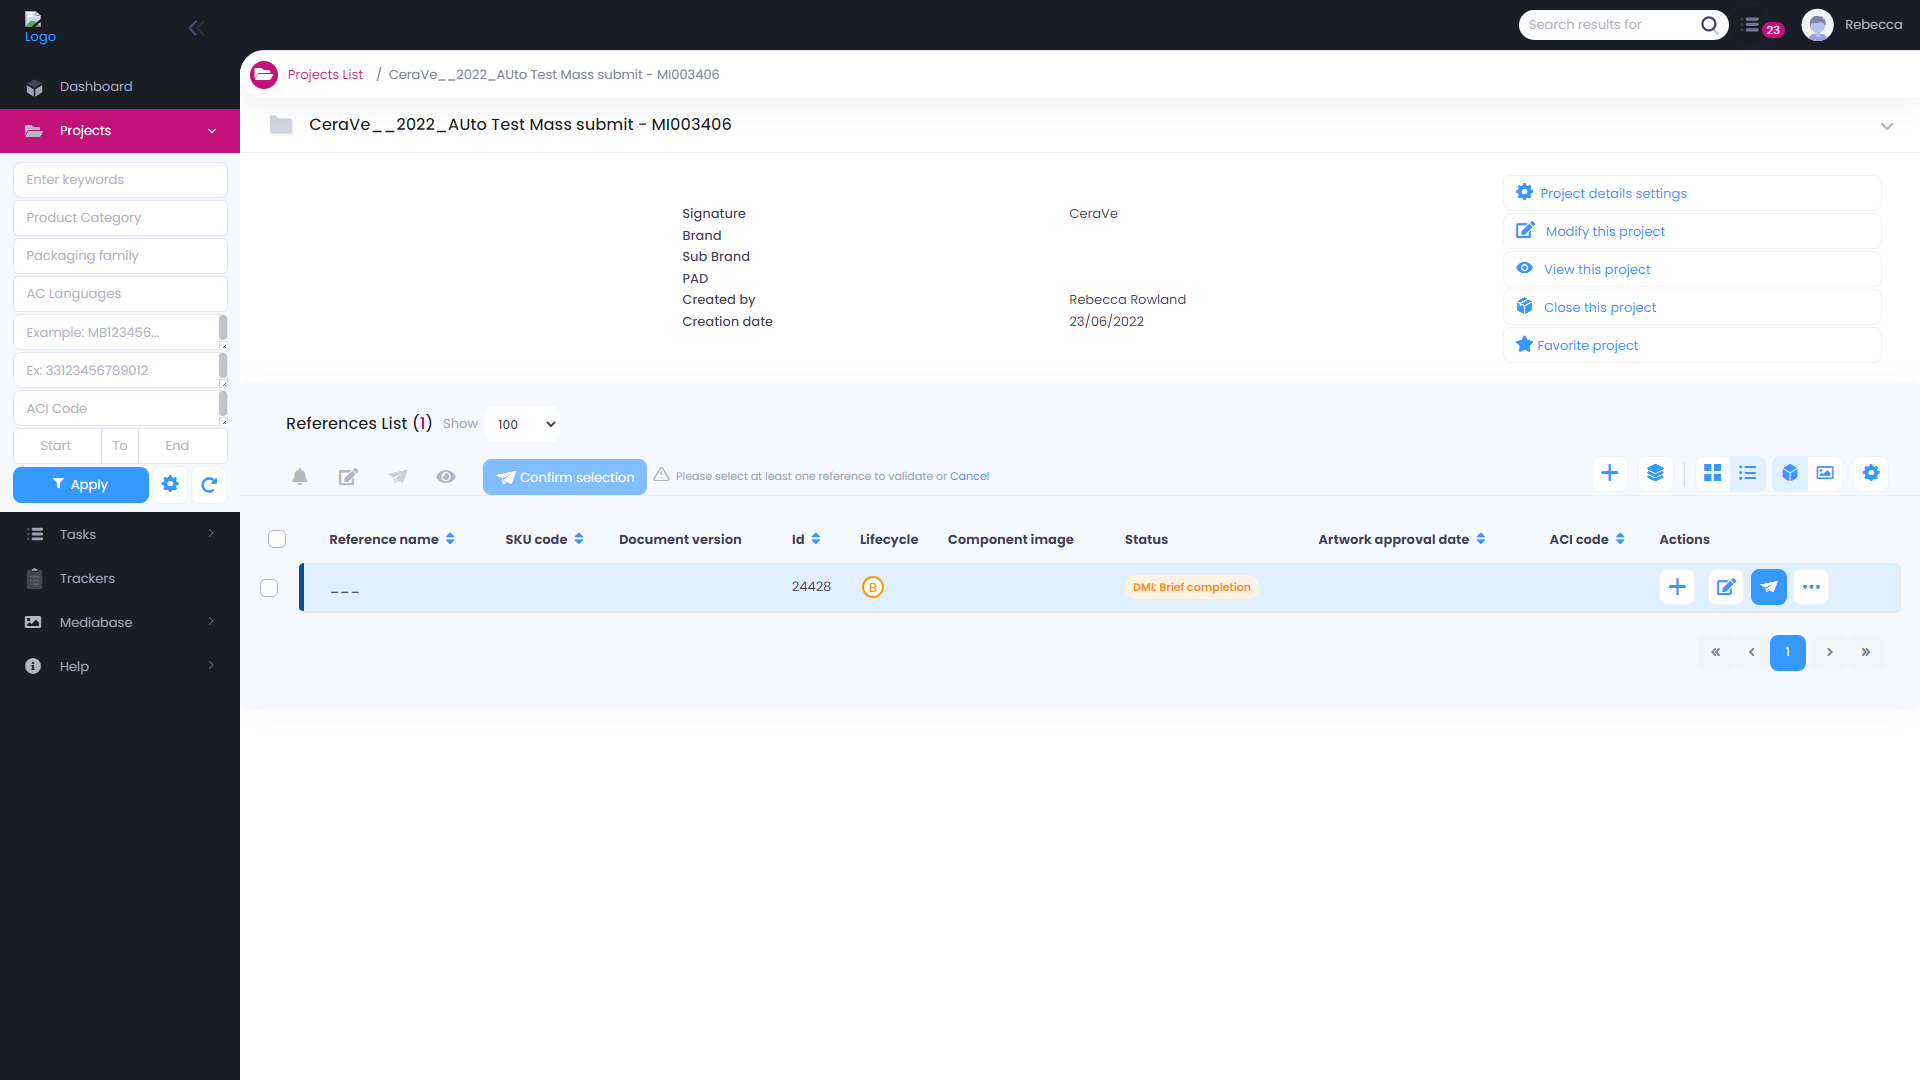 Logo
Search results for
23
Rebecca
Dashboard
Projects
Enter keywords
Product Category
Packaging family
AC Languages
Example: MB123456...
Ex: 33123456789012
ACI Code
Start To End
Apply
Tasks
Trackers
Mediabase
Help
Projects List / CeraVe__2022_AUto Test Mass submit - MI003406
CeraVe__2022_AUto Test Mass submit - MI003406
Signature CeraVe
Brand
Sub Brand
PAD
Created by Rebecca Rowland
Creation date 23/06/2022
Project details settings
Modify this project
View this project
Close this project
Favorite project
References List (1) Show 100
Confirm selection Please select at least one reference to validate or Cancel
Reference name SKU code Document version Id Lifecycle Component image Status Artwork approval date ACI code Actions
___ 24428 B DMI: Brief completion
« ‹ 1 › »